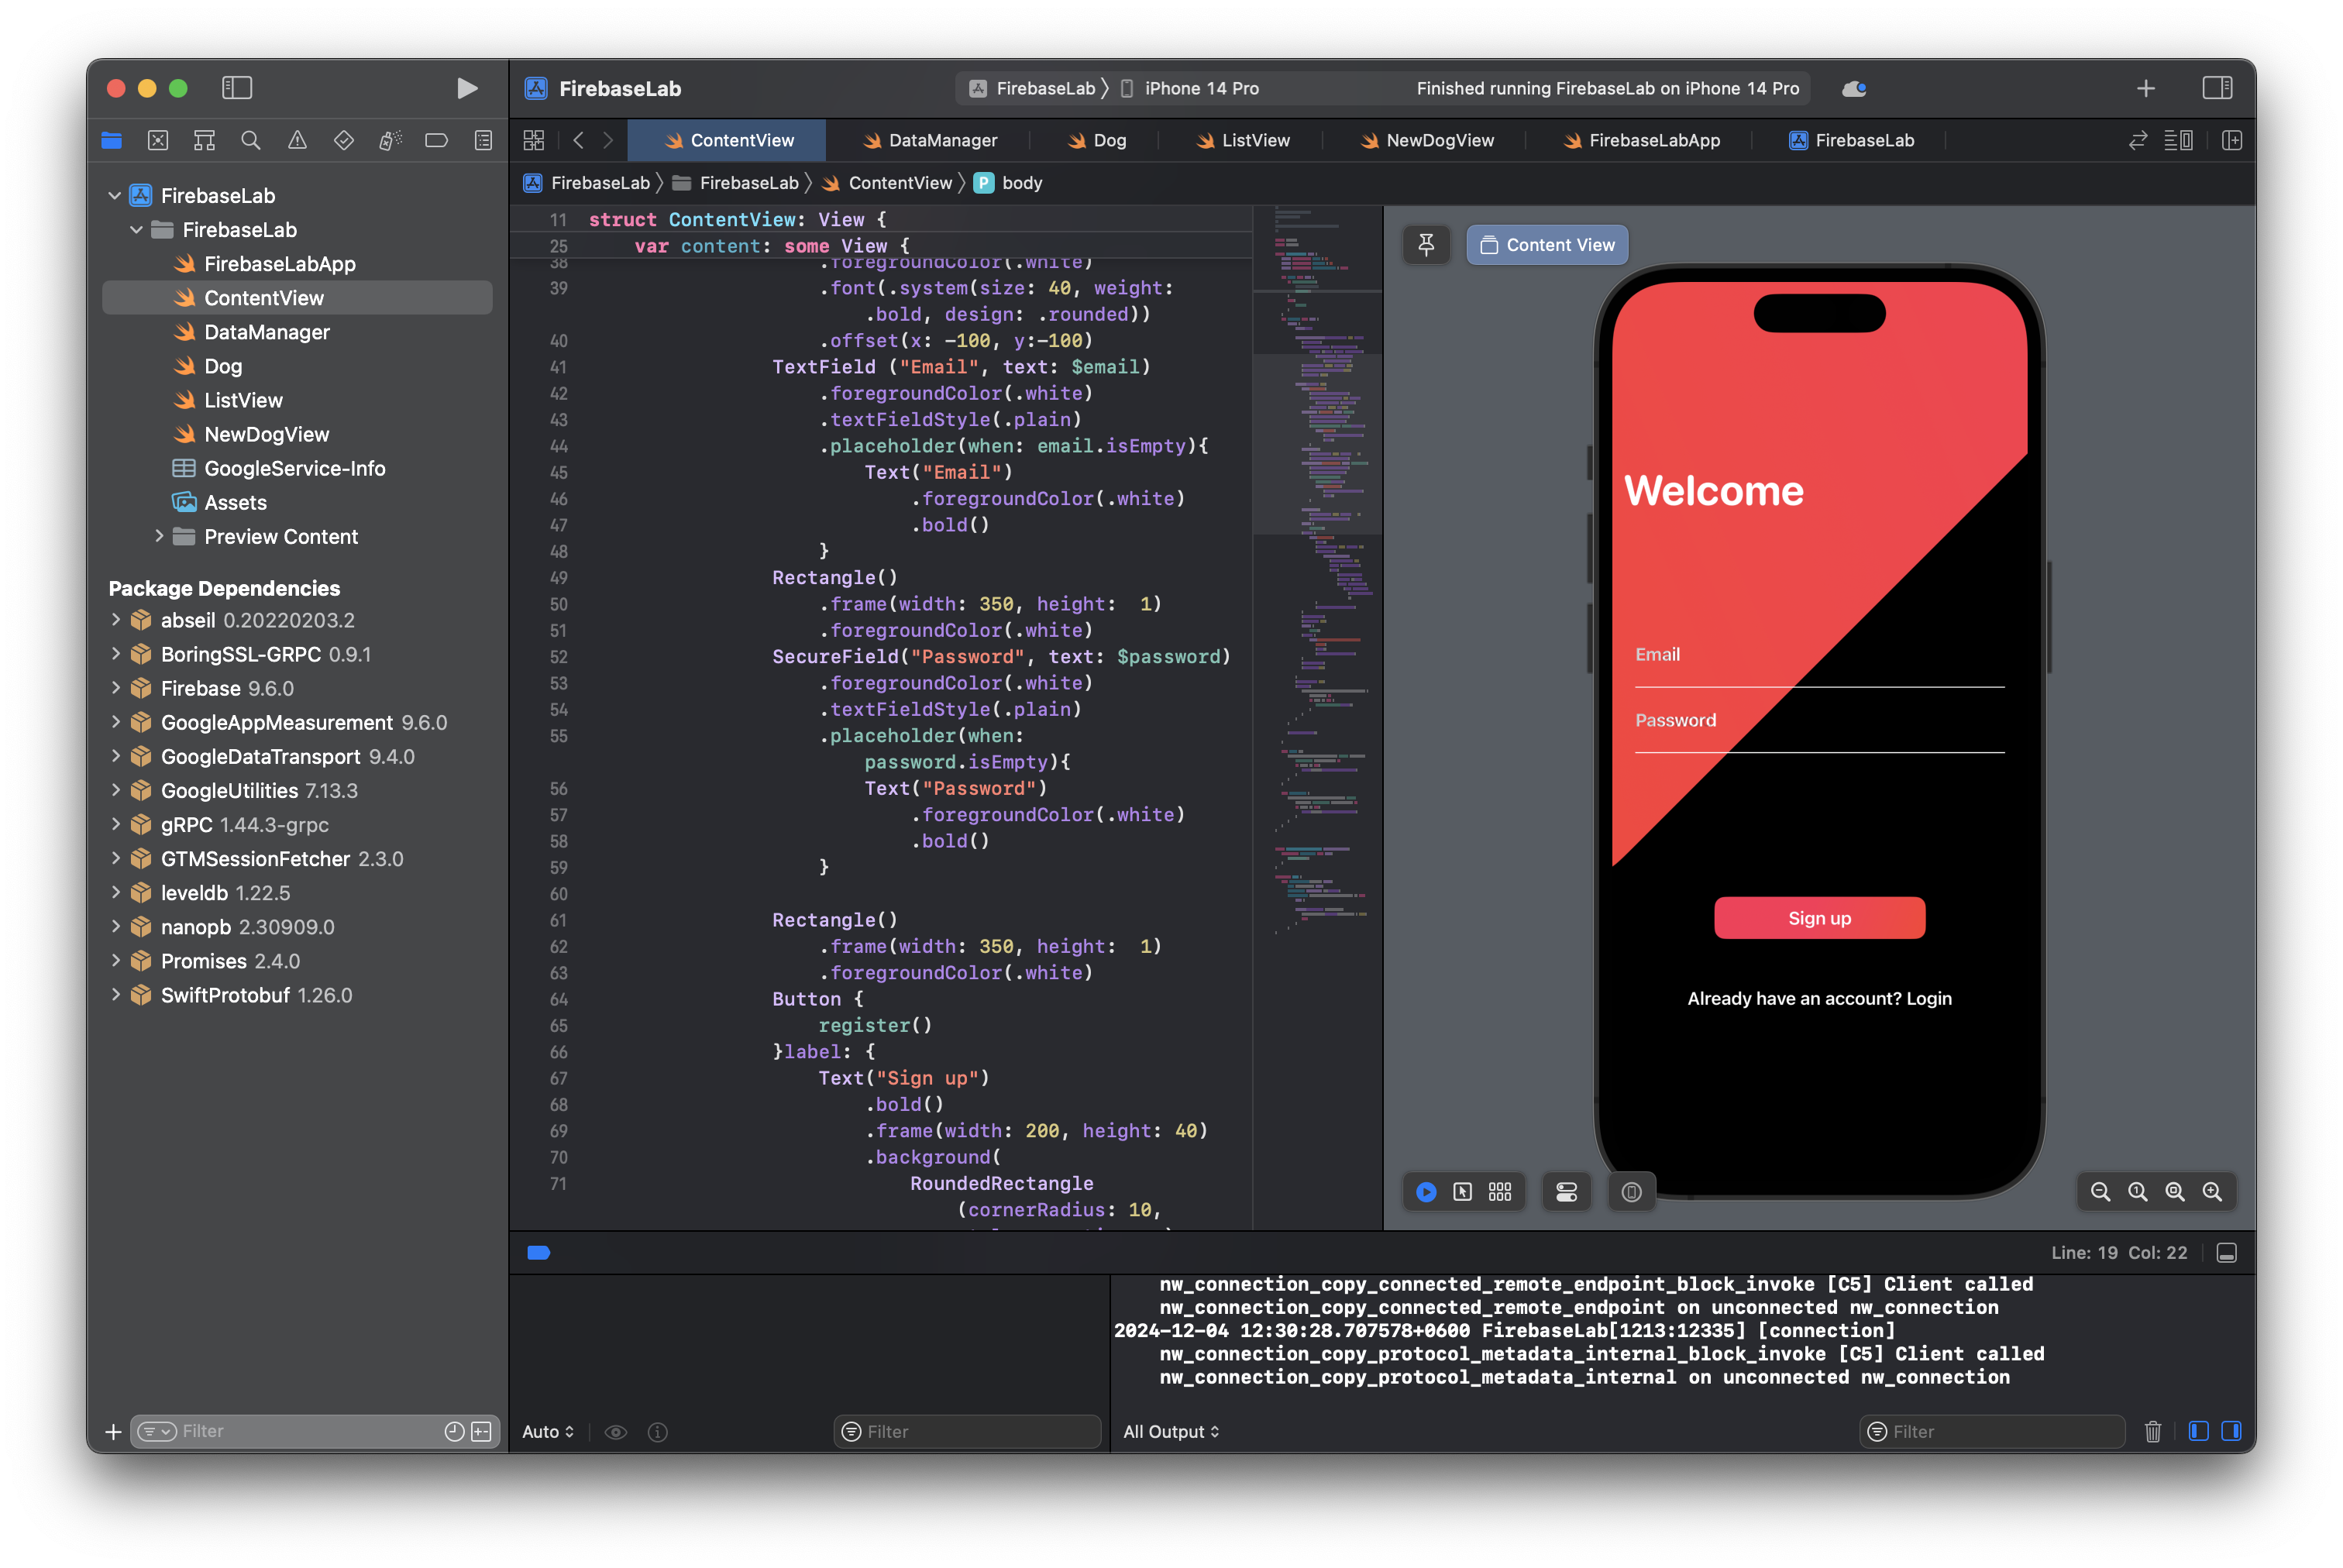 FirebaseLab
FirebaseLab
iPhone 14 Pro
Finished running FirebaseLab on iPhone 14 Pro
ContentView
DataManager
Dog
ListView
NewDogView
FirebaseLabApp
FirebaseLab
FirebaseLab
FirebaseLab
ContentView
P body
FirebaseLab
FirebaseLab
FirebaseLabApp
ContentView
DataManager
Dog
ListView
NewDogView
GoogleService-Info
Assets
Preview Content
Package Dependencies
abseil 0.20220203.2
BoringSSL-GRPC 0.9.1
Firebase 9.6.0
GoogleAppMeasurement 9.6.0
GoogleDataTransport 9.4.0
GoogleUtilities 7.13.3
gRPC 1.44.3-grpc
GTMSessionFetcher 2.3.0
leveldb 1.22.5
nanopb 2.30909.0
Promises 2.4.0
SwiftProtobuf 1.26.0
Filter
11 struct ContentView: View {
25 var content: some View {
38 .foregroundColor(.white)
39 .font(.system(size: 40, weight:
.bold, design: .rounded))
40 .offset(x: -100, y:-100)
41 TextField ("Email", text: $email)
42 .foregroundColor(.white)
43 .textFieldStyle(.plain)
44 .placeholder(when: email.isEmpty){
45 Text("Email")
46 .foregroundColor(.white)
47 .bold()
48 }
49 Rectangle()
50 .frame(width: 350, height:  1)
51 .foregroundColor(.white)
52 SecureField("Password", text: $password)
53 .foregroundColor(.white)
54 .textFieldStyle(.plain)
55 .placeholder(when:
password.isEmpty){
56 Text("Password")
57 .foregroundColor(.white)
58 .bold()
59 }
60
61 Rectangle()
62 .frame(width: 350, height:  1)
63 .foregroundColor(.white)
64 Button {
65 register()
66 }label: {
67 Text("Sign up")
68 .bold()
69 .frame(width: 200, height: 40)
70 .background(
71 RoundedRectangle
(cornerRadius: 10,
Content View
Welcome
Email
Password
Sign up
Already have an account? Login
Line: 19 Col: 22
nw_connection_copy_connected_remote_endpoint_block_invoke [C5] Client called
nw_connection_copy_connected_remote_endpoint on unconnected nw_connection
2024-12-04 12:30:28.707578+0600 FirebaseLab[1213:12335] [connection]
nw_connection_copy_protocol_metadata_internal_block_invoke [C5] Client called
nw_connection_copy_protocol_metadata_internal on unconnected nw_connection
Auto
Filter
All Output
Filter